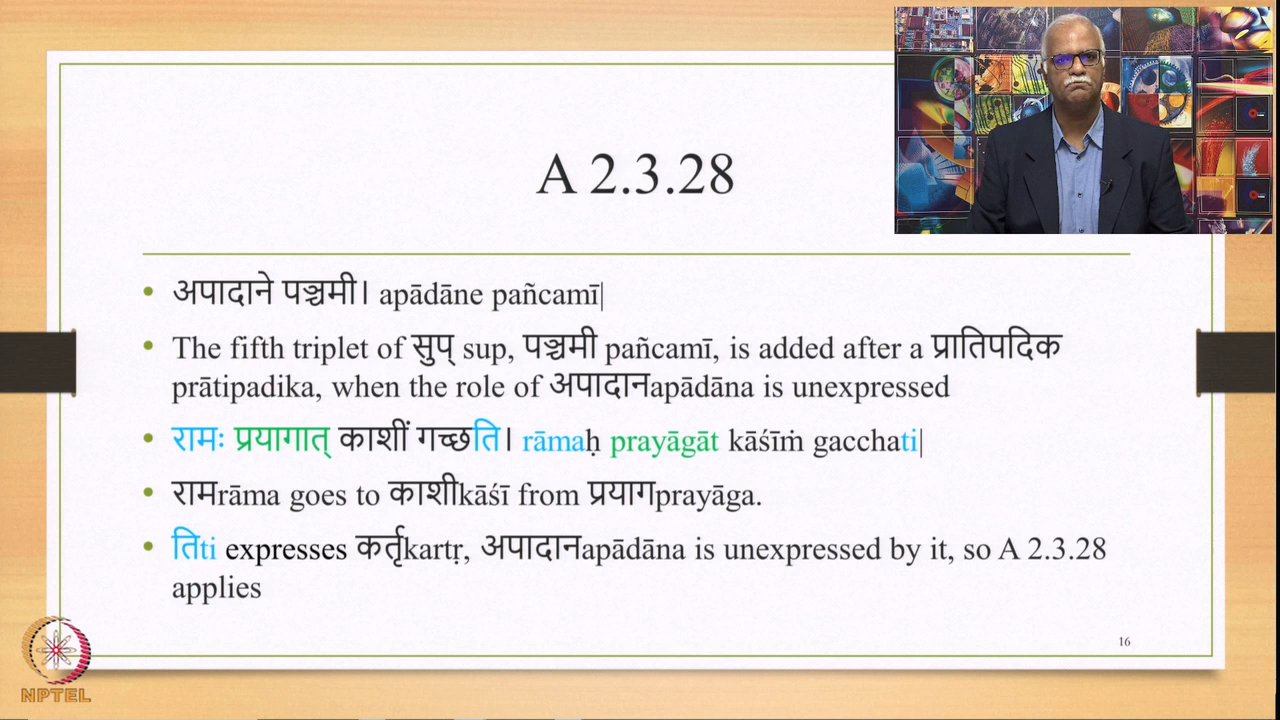 A 2.3.28
• अपादाने पञ्चमी। apādāne pañcamī|
• The fifth triplet of सुप् sup, पञ्चमी pañcamī, is added after a प्रातिपदिक
prātipadika, when the role of अपादानapādāna is unexpressed
• रामः प्रयागात् काशीं गच्छति। rāmaḥ prayāgāt kāśīṁ gacchati|
• रामrāma goes to काशीkāśī from प्रयागprayāga.
• तिti expresses कर्तृkartṛ, अपादानapādāna is unexpressed by it, so A 2.3.28
applies
16
NPTEL